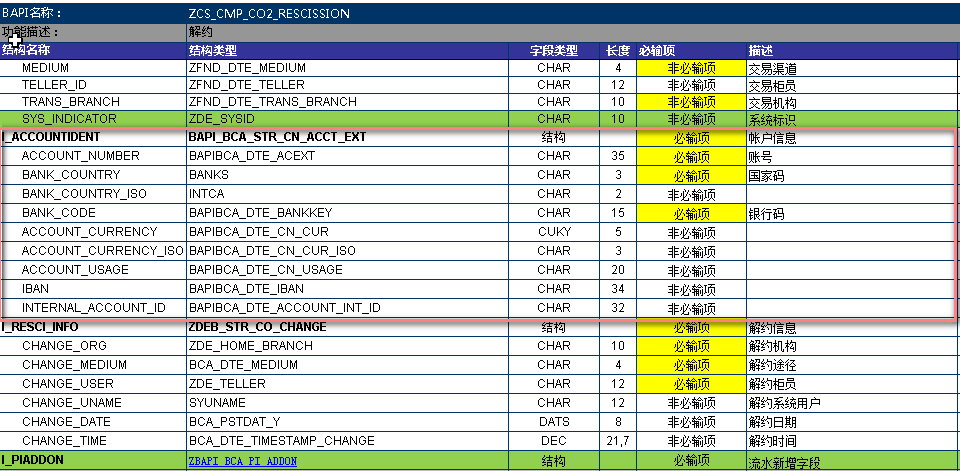 BAPI名称： ZCS_CMP_CO2_RESCISSION
功能描述： 解约
结构名称 结构类型 字段类型 长度 必输项 描述
MEDIUM ZFND_DTE_MEDIUM CHAR 4 非必输项 交易渠道
TELLER_ID ZFND_DTE_TELLER CHAR 12 非必输项 交易柜员
TRANS_BRANCH ZFND_DTE_TRANS_BRANCH CHAR 10 非必输项 交易机构
SYS_INDICATOR ZDE_SYSID CHAR 10 非必输项 系统标识
I_ACCOUNTIDENT BAPI_BCA_STR_CN_ACCT_EXT 结构 必输项 帐户信息
ACCOUNT_NUMBER BAPIBCA_DTE_ACEXT CHAR 35 必输项 账号
BANK_COUNTRY BANKS CHAR 3 必输项 国家码
BANK_COUNTRY_ISO INTCA CHAR 2 非必输项
BANK_CODE BAPIBCA_DTE_BANKKEY CHAR 15 必输项 银行码
ACCOUNT_CURRENCY BAPIBCA_DTE_CN_CUR CUKY 5 非必输项
ACCOUNT_CURRENCY_ISO BAPIBCA_DTE_CN_CUR_ISO CHAR 3 非必输项
ACCOUNT_USAGE BAPIBCA_DTE_CN_USAGE CHAR 20 非必输项
IBAN BAPIBCA_DTE_IBAN CHAR 34 非必输项
INTERNAL_ACCOUNT_ID BAPIBCA_DTE_ACCOUNT_INT_ID CHAR 32 非必输项
I_RESCI_INFO ZDEB_STR_CO_CHANGE 结构 必输项 解约信息
CHANGE_ORG ZDE_HOME_BRANCH CHAR 10 必输项 解约机构
CHANGE_MEDIUM BCA_DTE_MEDIUM CHAR 4 必输项 解约途径
CHANGE_USER ZDE_TELLER CHAR 12 必输项 解约柜员
CHANGE_UNAME SYUNAME CHAR 12 非必输项 解约系统用户
CHANGE_DATE BCA_PSTDAT_Y DATS 8 非必输项 解约日期
CHANGE_TIME BCA_DTE_TIMESTAMP_CHANGE DEC 21,7 非必输项 解约时间
I_PIADDON ZBAPI_BCA_PI_ADDON 结构 必输项 流水新增字段